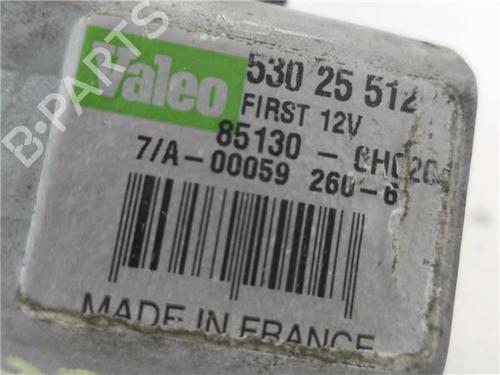 B-PARTS
Valeo
530 25 512
FIRST 12V
85130 - 0H020
7/A-00059 260-6
MADE IN FRANCE